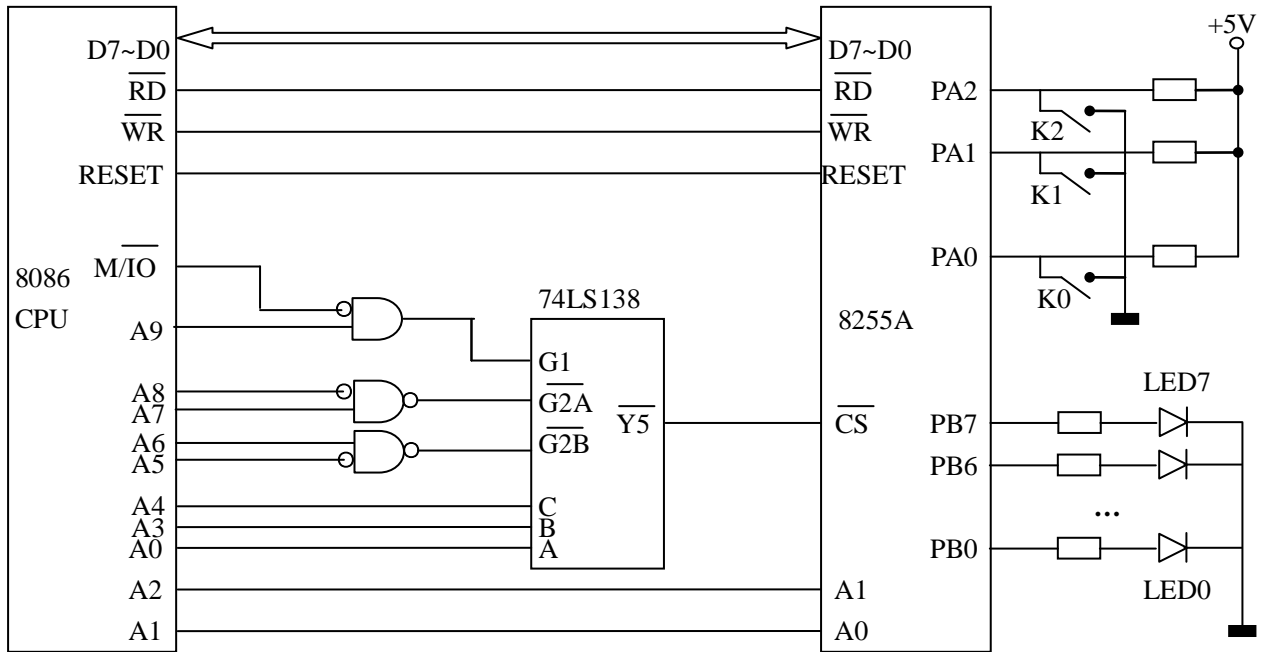 +5V
D7~D0
D7~D0
RD
RD
PA2
WR
WR
K2
PA1
RESET
RESET
K1
M/IO
PA0
8086
CPU
74LS138
K0
A9
8255A
G1
A8
G2A
LED7
A7
A6
G2B
Y5
CS
PB7
A5
PB6
A4
C
...
A3
B
A0
A
PB0
A2
A1
LED0
A1
A0